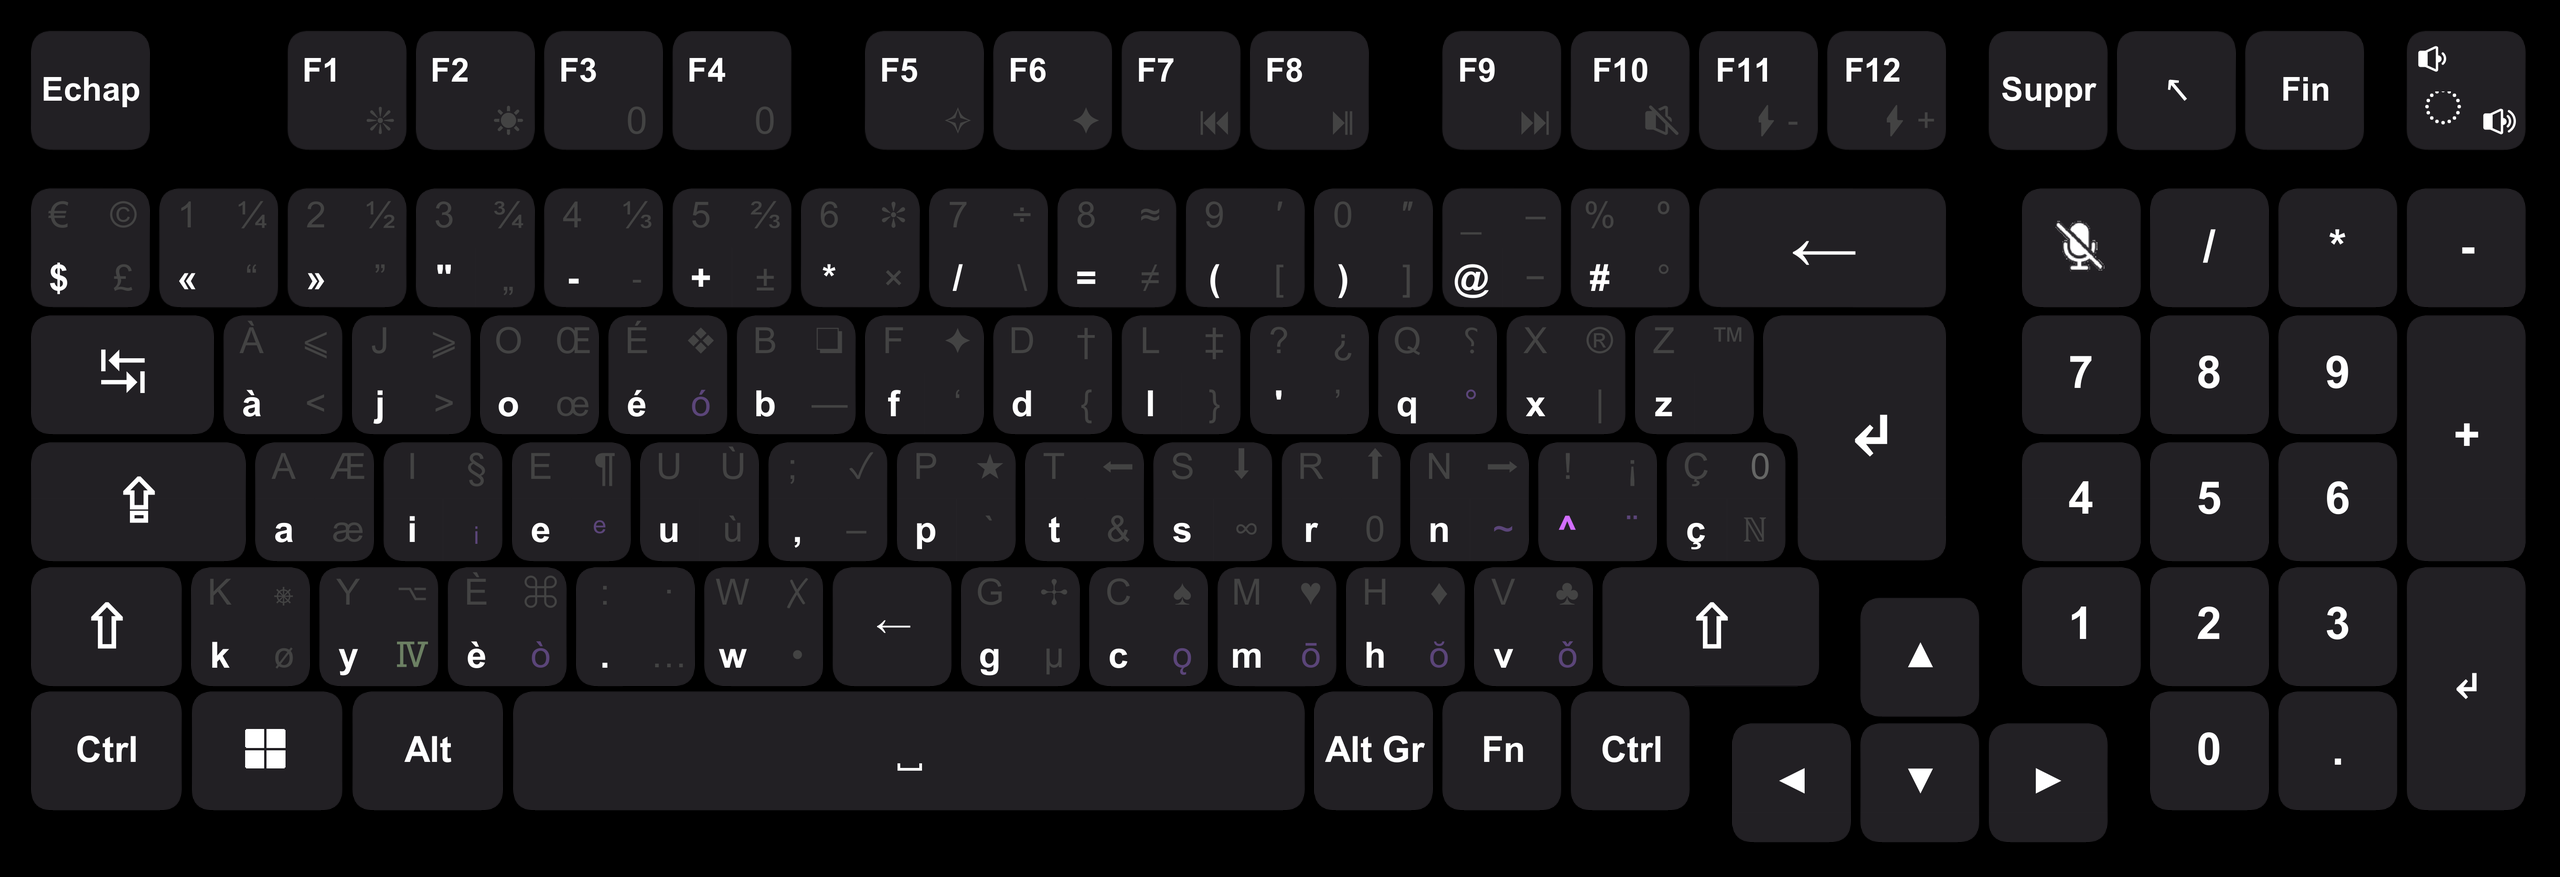 Echap F1 F2 F3 0 F4 0 F5 F6 F7 F8 F9 F10 F11 - F12 + Suppr ↖ Fin
€ © 1 ¼ 2 ½ 3 ¾ 4 ⅓ 5 ⅔ 6 ✻ 7 ÷ 8 ≈ 9 ′ 0 ″ _ – % º
$ £ « “ » ” " „ - - + ± * × / \ = ≠ ( [ ) ] @ − # ° ← / * -
À ⩽ J ⩾ O Œ É ❖ B ❏ F ✦ D † L ‡ ? ¿ Q ⸮ X ® Z ™
à < j > o œ é ó b — f ‘ d { l } ' ’ q ° x | z 7 8 9 +
A Æ I § E ¶ U Ù ; ✓ P ★ T ← S ↓ R ↑ N → ! ¡ Ç 0
a æ i i e e u ù , – p ` t & s ∞ r 0 n ~ ^ ¨ ç ℕ ↲ 4 5 6
K ⎈ Y ⌥ È ⌘ : · W ✗ G ✢ C ♠ M ♥ H ♦ V ♣
⇧ k ø y Ⅳ è ò . … w • ← g µ c ǫ m ō h ŏ v ǒ ⇧ ▲ 1 2 3 ↲
Ctrl Alt Alt Gr Fn Ctrl ◀ ▼ ▶ 0 .